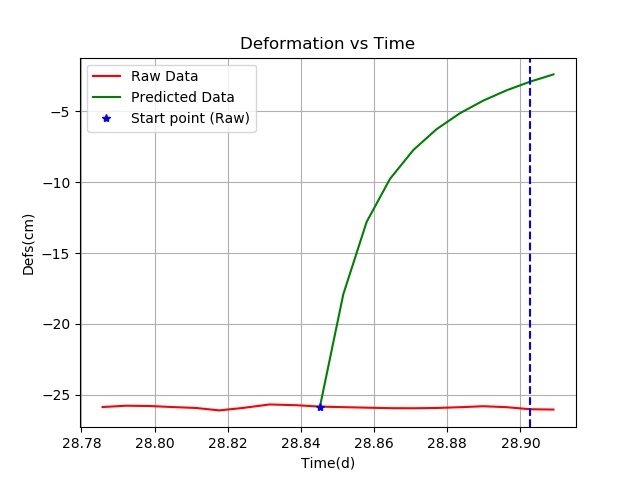 Deformation vs Time
Raw Data
Predicted Data
Start point (Raw)
−5
−10
−15
−20
−25
Defs(cm)
28.78 28.80 28.82 28.84 28.86 28.88 28.90
Time(d)